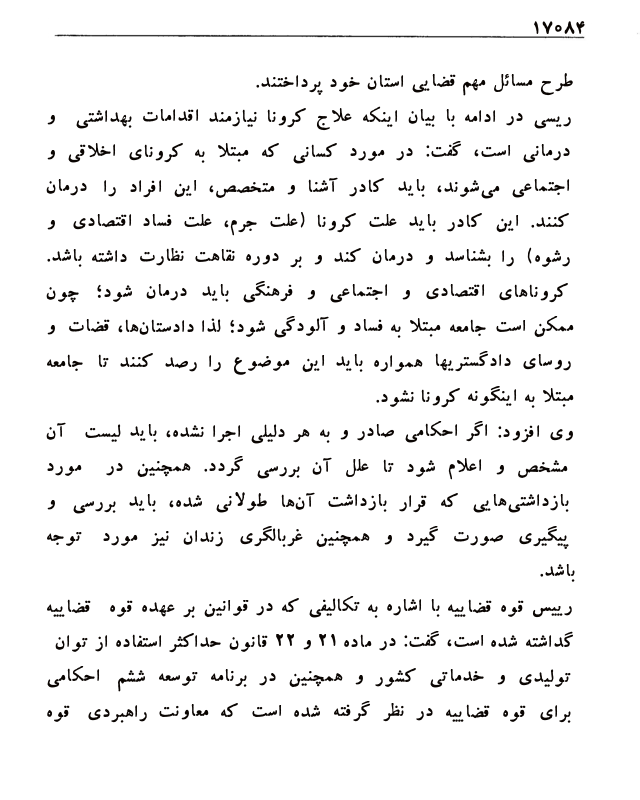 ۱۷۰۸۴
طرح مسائل مهم قضایی استان خود پرداختند.
ریسی در ادامه با بیان اینکه علاج کرونا نیازمند اقدامات بهداشتی و
درمانی است، گفت: در مورد کسانی که مبتلا به کرونای اخلاقی و
اجتماعی می‌شوند، باید کادر آشنا و متخصص، این افراد را درمان
کنند. این کادر باید علت کرونا (علت جرم، علت فساد اقتصادی و
رشوه) را بشناسد و درمان کند و بر دوره نقاهت نظارت داشته باشد.
کروناهای اقتصادی و اجتماعی و فرهنگی باید درمان شود؛ چون
ممکن است جامعه مبتلا به فساد و آلودگی شود؛ لذا دادستان‌ها، قضات و
روسای دادگستریها همواره باید این موضوع را رصد کنند تا جامعه
مبتلا به اینگونه کرونا نشود.
وی افزود: اگر احکامی صادر و به هر دلیلی اجرا نشده، باید لیست آن
مشخص و اعلام شود تا علل آن بررسی گردد. همچنین در مورد
بازداشتی‌هایی که قرار بازداشت آن‌ها طولانی شده، باید بررسی و
پیگیری صورت گیرد و همچنین غربالگری زندان نیز مورد توجه
باشد.
رییس قوه قضاییه با اشاره به تکالیفی که در قوانین بر عهده قوه قضاییه
گذاشته شده است، گفت: در ماده ۲۱ و ۲۲ قانون حداکثر استفاده از توان
تولیدی و خدماتی کشور و همچنین در برنامه توسعه ششم احکامی
برای قوه قضاییه در نظر گرفته شده است که معاونت راهبردی قوه